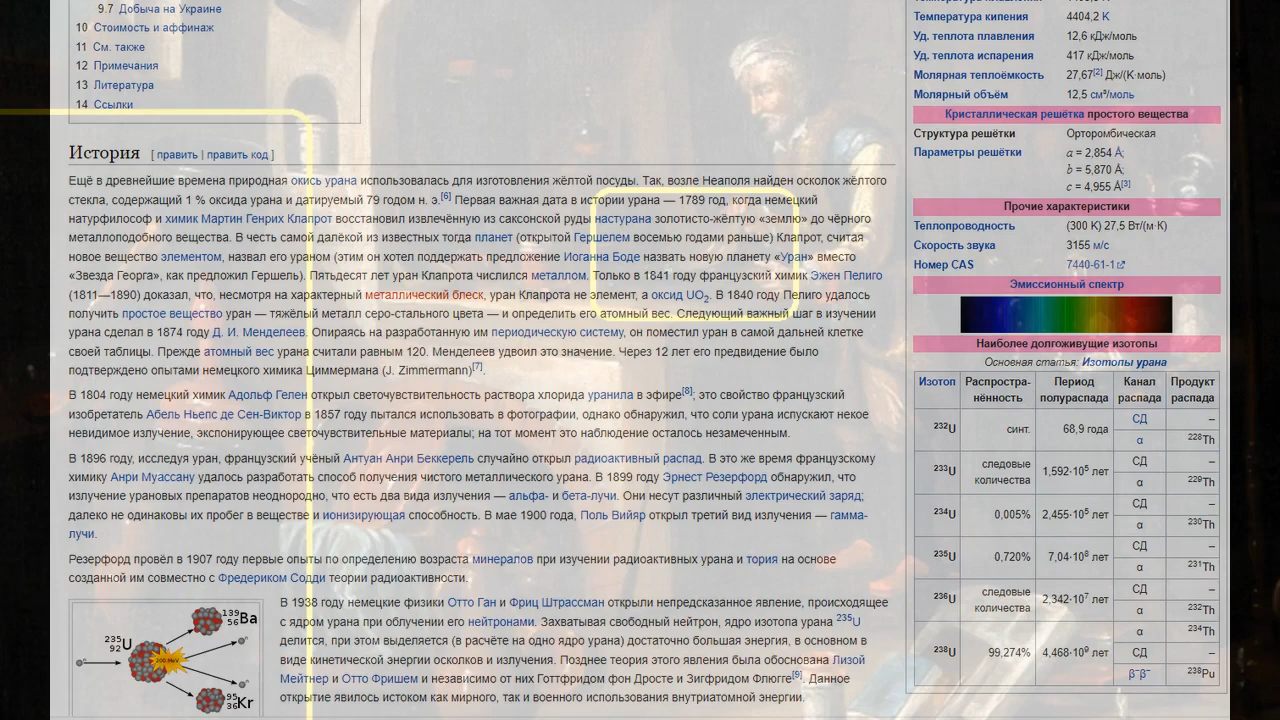 9.7 Добыча на Украине
10 Стоимость и аффинаж
11 См. также
12 Примечания
13 Литература
14 Ссылки
История [ править | править код ]
Ещё в древнейшие времена природная окись урана использовалась для изготовления жёлтой посуды. Так, возле Неаполя найден осколок жёлтого
стекла, содержащий 1 % оксида урана и датируемый 79 годом н. э.[6] Первая важная дата в истории урана — 1789 год, когда немецкий
натурфилософ и химик Мартин Генрих Клапрот восстановил извлечённую из саксонской руды настурана золотисто-жёлтую «землю» до чёрного
металлоподобного вещества. В честь самой далёкой из известных тогда планет (открытой Гершелем восемью годами раньше) Клапрот, считая
новое вещество элементом, назвал его ураном (этим он хотел поддержать предложение Иоганна Боде назвать новую планету «Уран» вместо
«Звезда Георга», как предложил Гершель). Пятьдесят лет уран Клапрота числился металлом. Только в 1841 году французский химик Эжен Пелиго
(1811—1890) доказал, что, несмотря на характерный металлический блеск, уран Клапрота не элемент, а оксид UO₂. В 1840 году Пелиго удалось
получить простое вещество уран — тяжёлый металл серо-стального цвета — и определить его атомный вес. Следующий важный шаг в изучении
урана сделал в 1874 году Д. И. Менделеев. Опираясь на разработанную им периодическую систему, он поместил уран в самой дальней клетке
своей таблицы. Прежде атомный вес урана считали равным 120. Менделеев удвоил это значение. Через 12 лет его предвидение было
подтверждено опытами немецкого химика Циммермана (J. Zimmermann)[7].
В 1804 году немецкий химик Адольф Гелен открыл светочувствительность раствора хлорида уранила в эфире[8]; это свойство французский
изобретатель Абель Ньепс де Сен-Виктор в 1857 году пытался использовать в фотографии, однако обнаружил, что соли урана испускают некое
невидимое излучение, экспонирующее светочувствительные материалы; на тот момент это наблюдение осталось незамеченным.
В 1896 году, исследуя уран, французский учёный Антуан Анри Беккерель случайно открыл радиоактивный распад. В это же время французскому
химику Анри Муассану удалось разработать способ получения чистого металлического урана. В 1899 году Эрнест Резерфорд обнаружил, что
излучение урановых препаратов неоднородно, что есть два вида излучения — альфа- и бета-лучи. Они несут различный электрический заряд;
далеко не одинаковы их пробег в веществе и ионизирующая способность. В мае 1900 года, Поль Вийяр открыл третий вид излучения — гамма-
лучи.
Резерфорд провёл в 1907 году первые опыты по определению возраста минералов при изучении радиоактивных урана и тория на основе
созданной им совместно с Фредериком Содди теории радиоактивности.
В 1938 году немецкие физики Отто Ган и Фриц Штрассман открыли непредсказанное явление, происходящее
с ядром урана при облучении его нейтронами. Захватывая свободный нейтрон, ядро изотопа урана ²³⁵U
делится, при этом выделяется (в расчёте на одно ядро урана) достаточно большая энергия, в основном в
виде кинетической энергии осколков и излучения. Позднее теория этого явления была обоснована Лизой
Мейтнер и Отто Фришем и независимо от них Готтфридом фон Дросте и Зигфридом Флюгге[9]. Данное
открытие явилось истоком как мирного, так и военного использования внутриатомной энергии.
¹³⁹₅₆Ba
²³⁵₉₂U
200 MeV
⁹⁵₃₆Kr
Температура кипения 4404,2 K
Уд. теплота плавления 12,6 кДж/моль
Уд. теплота испарения 417 кДж/моль
Молярная теплоёмкость 27,67[2] Дж/(K·моль)
Молярный объём 12,5 см³/моль
Кристаллическая решётка простого вещества
Структура решётки Орторомбическая
Параметры решётки a = 2,854 Å;
b = 5,870 Å;
c = 4,955 Å[3]
Прочие характеристики
Теплопроводность (300 K) 27,5 Вт/(м·К)
Скорость звука 3155 м/с
Номер CAS 7440-61-1
Эмиссионный спектр
Наиболее долгоживущие изотопы
Основная статья: Изотопы урана
Изотоп Распростра- Период Канал Продукт
нённость полураспада распада распада
²³²U синт. 68,9 года СД –
α ²²⁸Th
²³³U следовые количества 1,592·10⁵ лет СД –
α ²²⁹Th
²³⁴U 0,005% 2,455·10⁵ лет СД –
α ²³⁰Th
²³⁵U 0,720% 7,04·10⁸ лет СД –
α ²³¹Th
²³⁶U следовые количества 2,342·10⁷ лет СД –
α ²³²Th
²³⁸U 99,274% 4,468·10⁹ лет α ²³⁴Th
СД –
β⁻β⁻ ²³⁸Pu